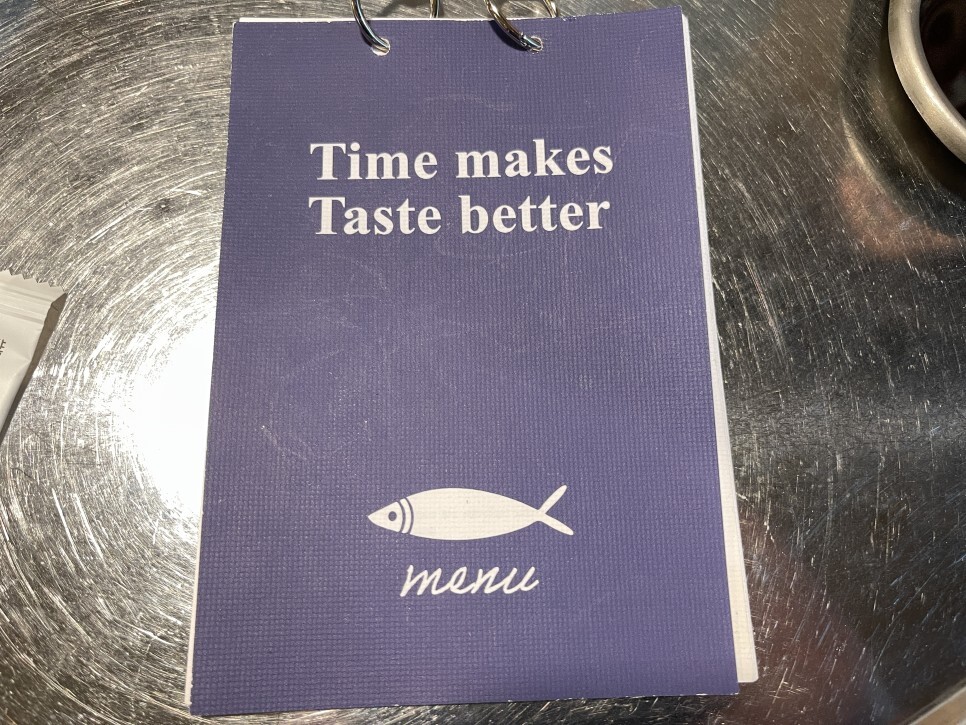 Time makes
Taste better
menu